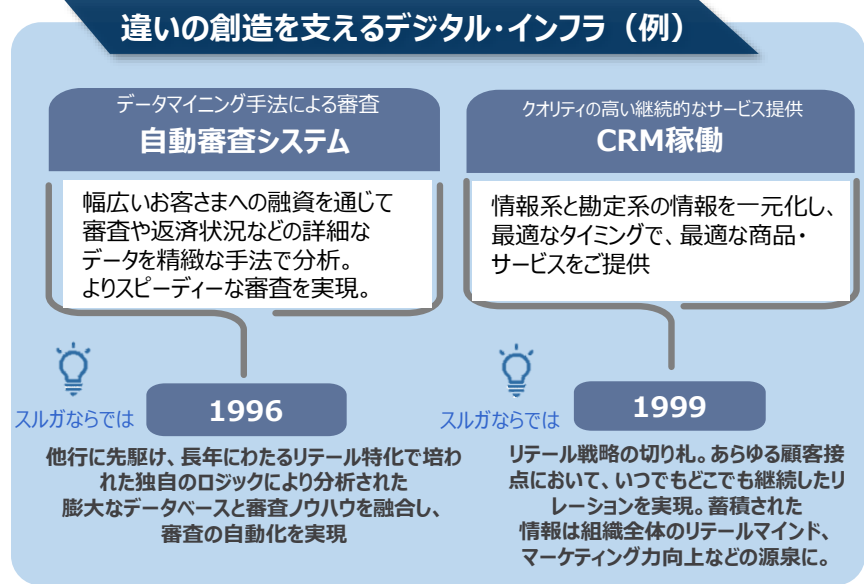 違いの創造を支えるデジタル・インフラ（例）
データマイニング手法による審査
自動審査システム
幅広いお客さまへの融資を通じて
審査や返済状況などの詳細な
データを精緻な手法で分析。
よりスピーディーな審査を実現。
スルガならでは
1996
他行に先駆け、長年にわたるリテール特化で培わ
れた独自のロジックにより分析された
膨大なデータベースと審査ノウハウを融合し、
審査の自動化を実現
クオリティの高い継続的なサービス提供
CRM稼働
情報系と勘定系の情報を一元化し、
最適なタイミングで、最適な商品・
サービスをご提供
スルガならでは
1999
リテール戦略の切り札。あらゆる顧客接
点において、いつでもどこでも継続したリ
レーションを実現。蓄積された
情報は組織全体のリテールマインド、
マーケティング力向上などの源泉に。